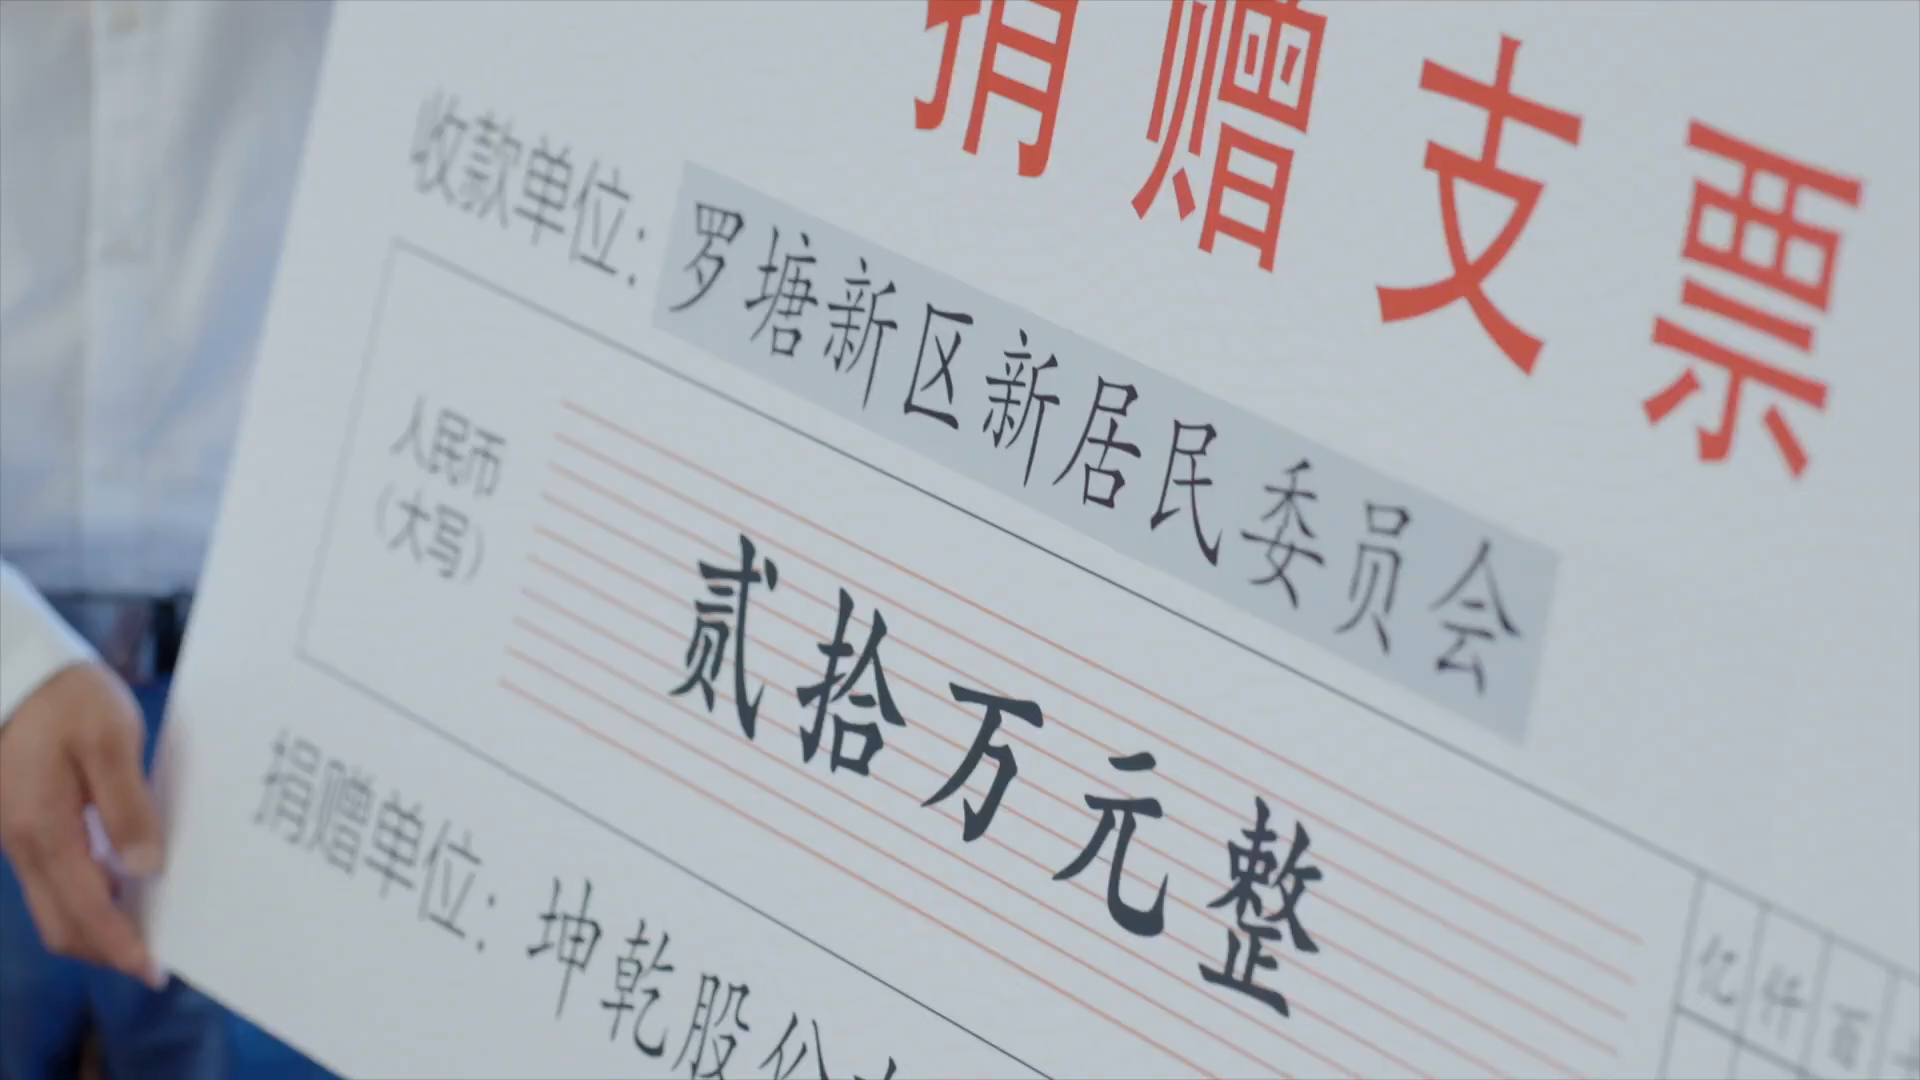 捐赠支票
收款单位：罗塘新区新居民委员会
人民币
（大写）
贰拾万元整
亿仟百
捐赠单位：坤乾股份